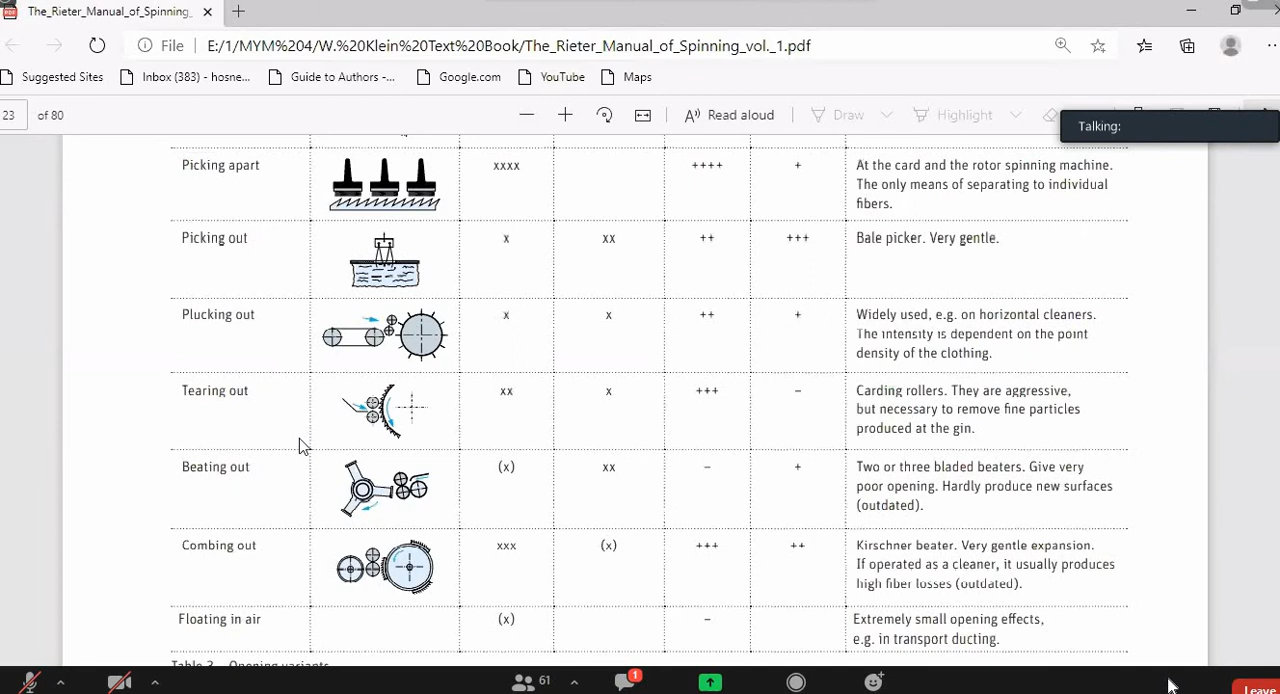 The_Rieter_Manual_of_Spinning_
File E:/1/MYM%204/W.%20Klein%20Text%20Book/The_Rieter_Manual_of_Spinning_vol._1.pdf
Suggested Sites Inbox (383) - hosne... Guide to Authors -... Google.com YouTube Maps
23 of 80 Read aloud Draw Highlight
Talking:
Picking apart xxxx ++++ + At the card and the rotor spinning machine.
The only means of separating to individual
fibers.
Picking out x xx ++ +++ Bale picker. Very gentle.
Plucking out x x ++ + Widely used, e.g. on horizontal cleaners.
The intensity is dependent on the point
density of the clothing.
Tearing out xx x +++ – Carding rollers. They are aggressive,
but necessary to remove fine particles
produced at the gin.
Beating out (x) xx – + Two or three bladed beaters. Give very
poor opening. Hardly produce new surfaces
(outdated).
Combing out xxx (x) +++ ++ Kirschner beater. Very gentle expansion.
If operated as a cleaner, it usually produces
high fiber losses (outdated).
Floating in air (x) – Extremely small opening effects,
e.g. in transport ducting.
Table 3 Opening variants
61 1 Leave